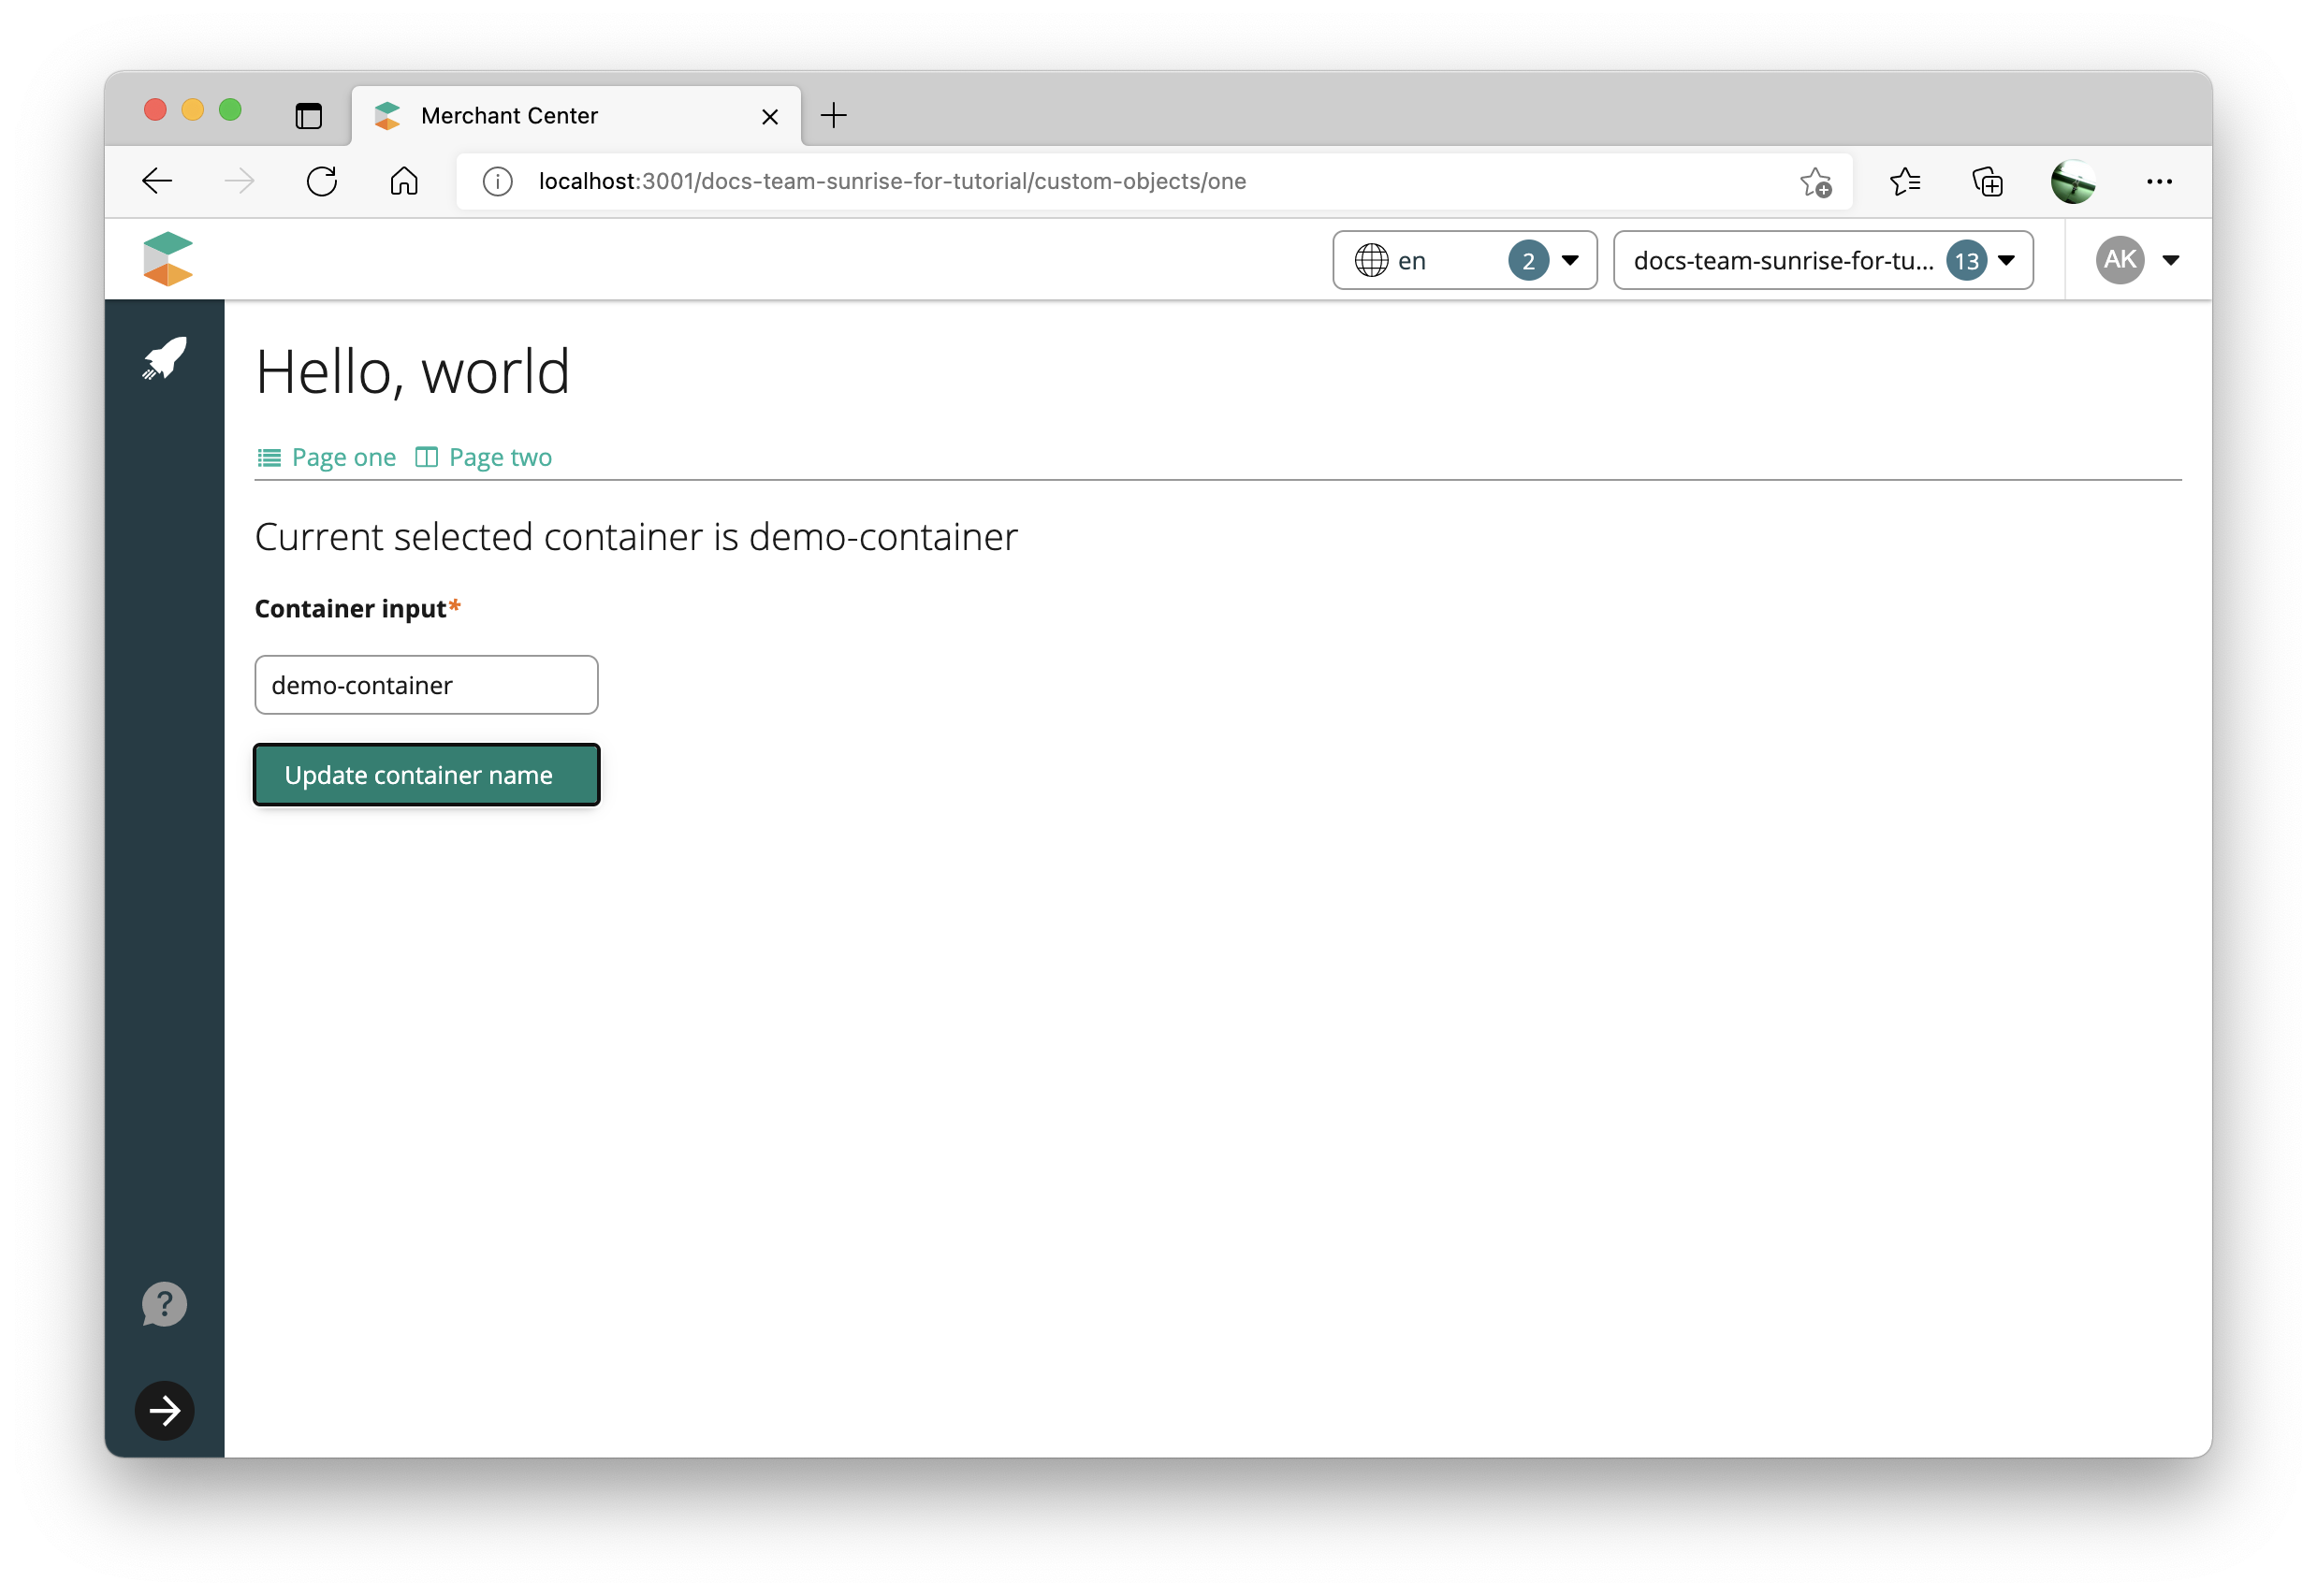 Merchant Center
localhost:3001/docs-team-sunrise-for-tutorial/custom-objects/one
en 2 docs-team-sunrise-for-tu... 13 AK
Hello, world
Page one Page two
Current selected container is demo-container
Container input*
demo-container
Update container name
?